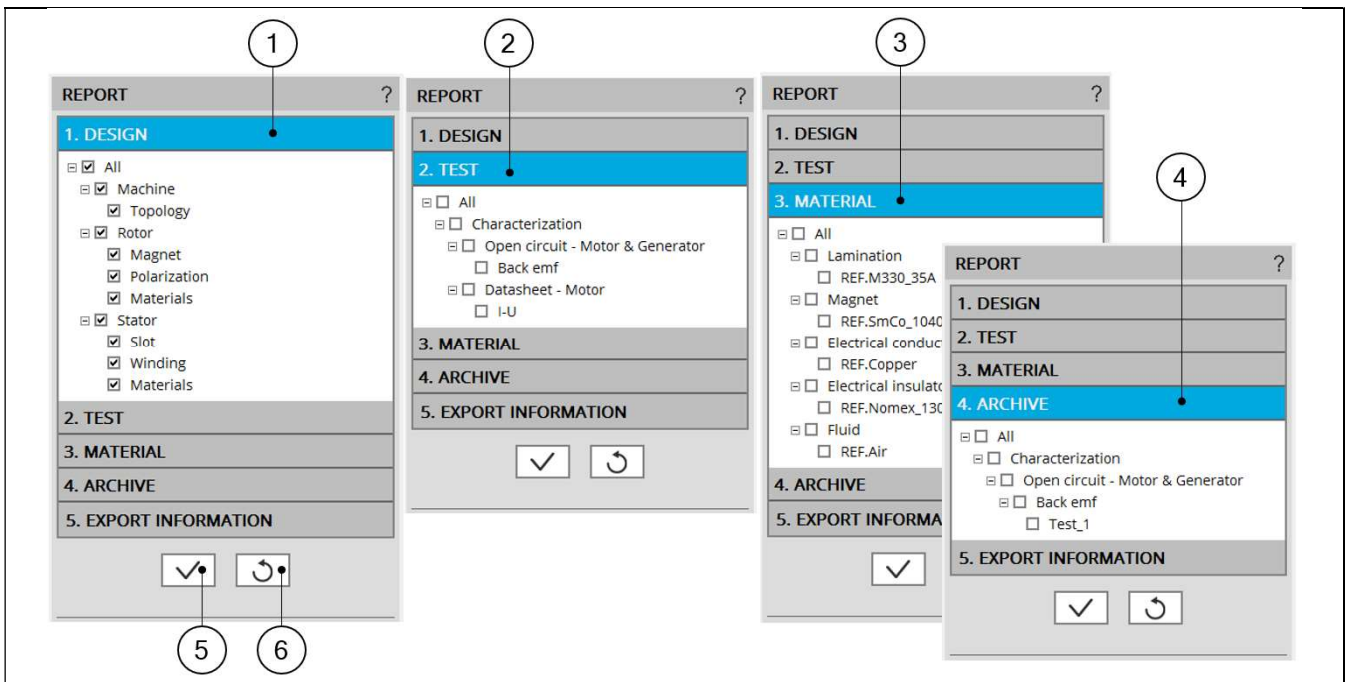 1
2
3
4
REPORT ?
1. DESIGN
All
Machine
Topology
Rotor
Magnet
Polarization
Materials
Stator
Slot
Winding
Materials
2. TEST
3. MATERIAL
4. ARCHIVE
5. EXPORT INFORMATION
5
6
REPORT ?
1. DESIGN
2. TEST
All
Characterization
Open circuit - Motor & Generator
Back emf
Datasheet - Motor
I-U
3. MATERIAL
4. ARCHIVE
5. EXPORT INFORMATION
REPORT ?
1. DESIGN
2. TEST
3. MATERIAL
All
Lamination
REF.M330_35A
Magnet
REF.SmCo_1040
Electrical conduc
REF.Copper
Electrical insulato
REF.Nomex_130
Fluid
REF.Air
4. ARCHIVE
5. EXPORT INFORMA
REPORT ?
1. DESIGN
2. TEST
3. MATERIAL
4. ARCHIVE
All
Characterization
Open circuit - Motor & Generator
Back emf
Test_1
5. EXPORT INFORMATION